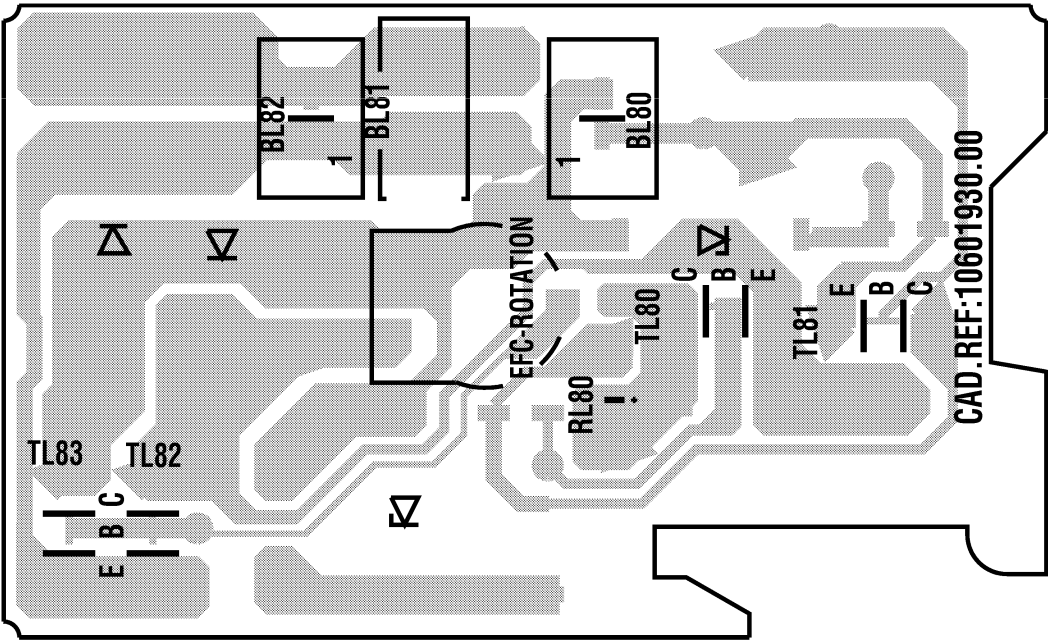 BL82
1
BL81
1
BL80
CAD.REF:10601930.00
EFC-ROTATION
C
B
E
TL80
TL81
E
B
C
RL80
TL83
TL82
C
B
E